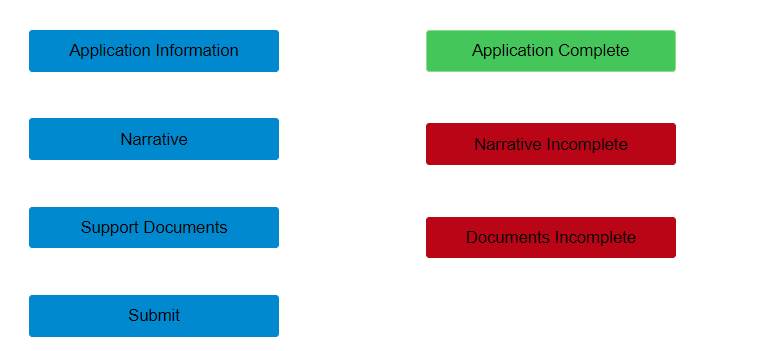 Application Information
Application Complete
Narrative
Narrative Incomplete
Support Documents
Documents Incomplete
Submit